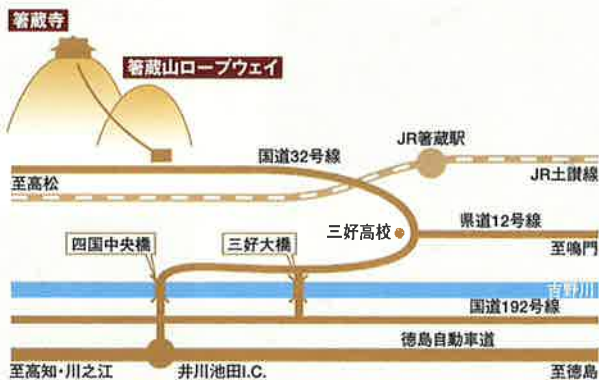 箸蔵寺
箸蔵山ロープウェイ
JR箸蔵駅
国道32号線
至高松
JR土讃線
県道12号線
三好高校
四国中央橋
三好大橋
至鳴門
吉野川
国道192号線
徳島自動車道
至高知・川之江
井川池田I.C.
至徳島